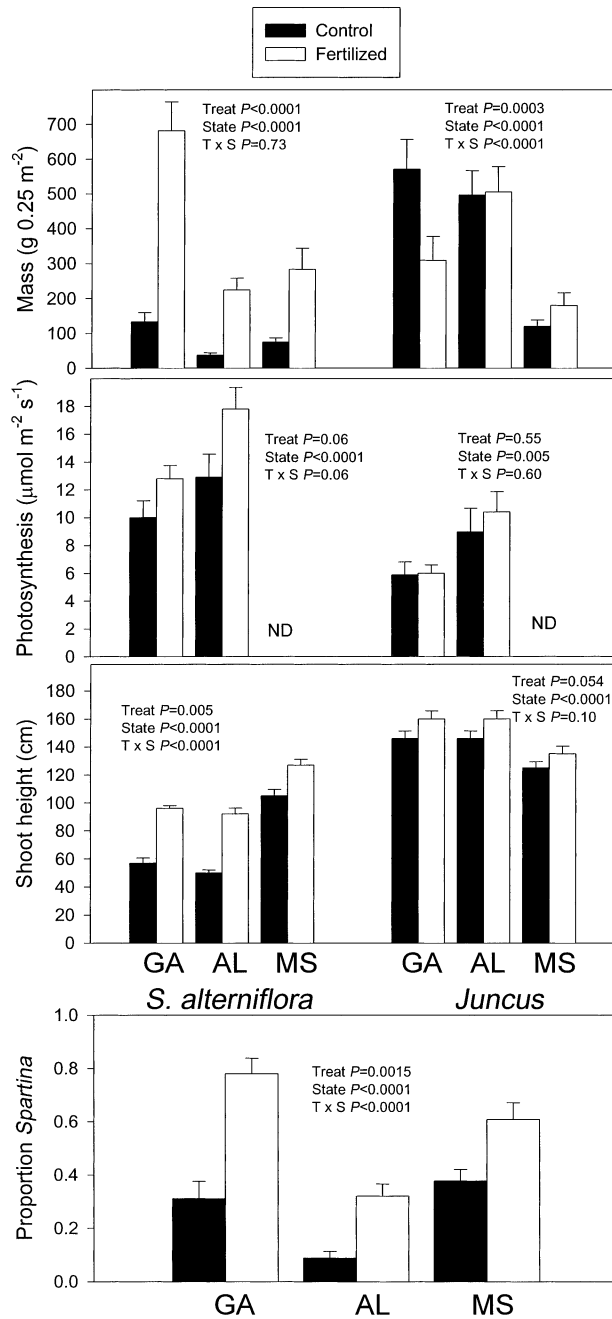 Control
Fertilized
Mass (g 0.25 m⁻²)
700
600
500
400
300
200
100
0
Treat P<0.0001
State P<0.0001
T x S P=0.73
Treat P=0.0003
State P<0.0001
T x S P<0.0001
Photosynthesis (μmol m⁻² s⁻¹)
18
16
14
12
10
8
6
4
2
0
Treat P=0.06
State P<0.0001
T x S P=0.06
ND
Treat P=0.55
State P=0.005
T x S P=0.60
ND
Shoot height (cm)
180
160
140
120
100
80
60
40
20
0
Treat P=0.005
State P<0.0001
T x S P<0.0001
Treat P=0.054
State P<0.0001
T x S P=0.10
GA AL MS GA AL MS
S. alterniflora Juncus
Proportion Spartina
1.0
0.8
0.6
0.4
0.2
0.0
Treat P=0.0015
State P<0.0001
T x S P<0.0001
GA AL MS